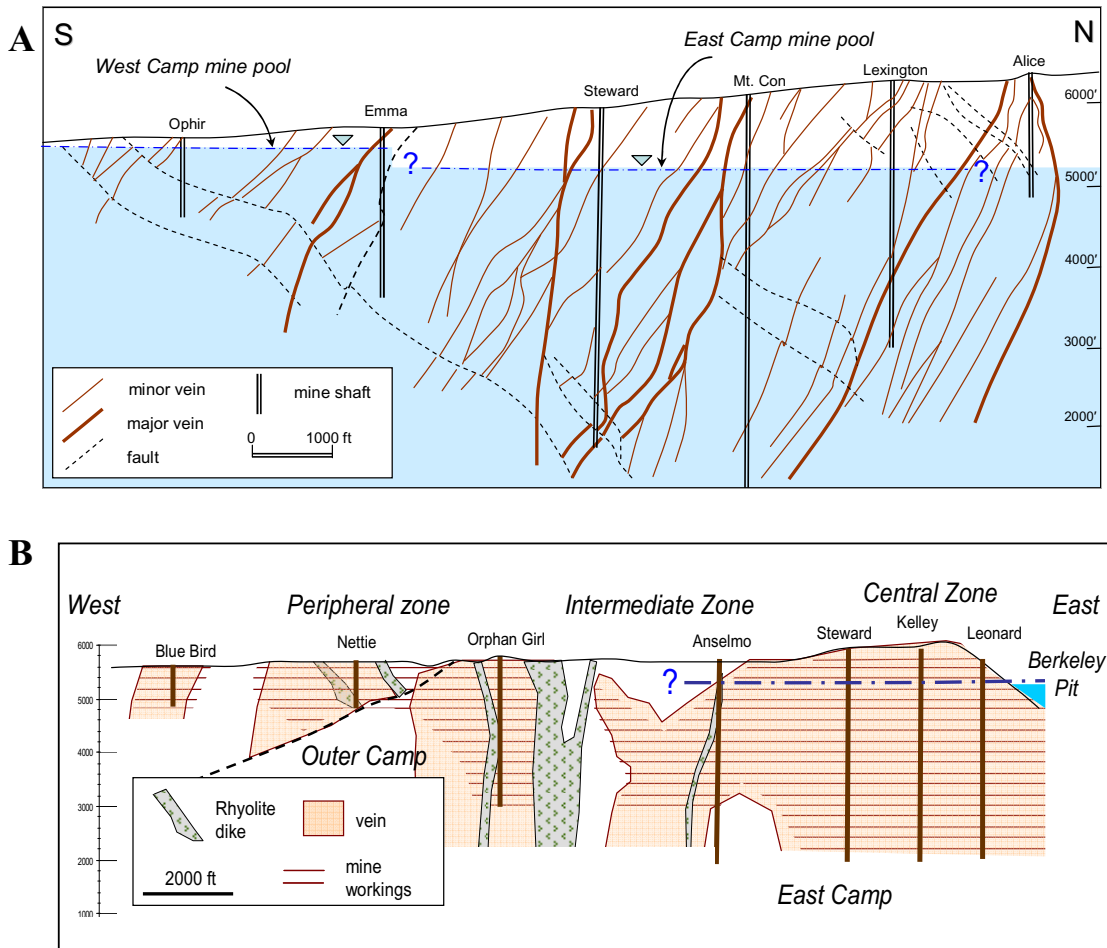 A
S
N
West Camp mine pool
East Camp mine pool
Ophir
Emma
Steward
Mt. Con
Lexington
Alice
6000'
5000'
4000'
3000'
2000'
?
?
minor vein
major vein
fault
mine shaft
0 1000 ft
B
West
Peripheral zone
Intermediate Zone
Central Zone
East
Blue Bird
Nettie
Orphan Girl
Anselmo
Steward
Kelley
Leonard
Berkeley
Pit
?
6000
5000
4000
3000
2000
1000
Outer Camp
Rhyolite
dike
vein
2000 ft
mine
workings
East Camp